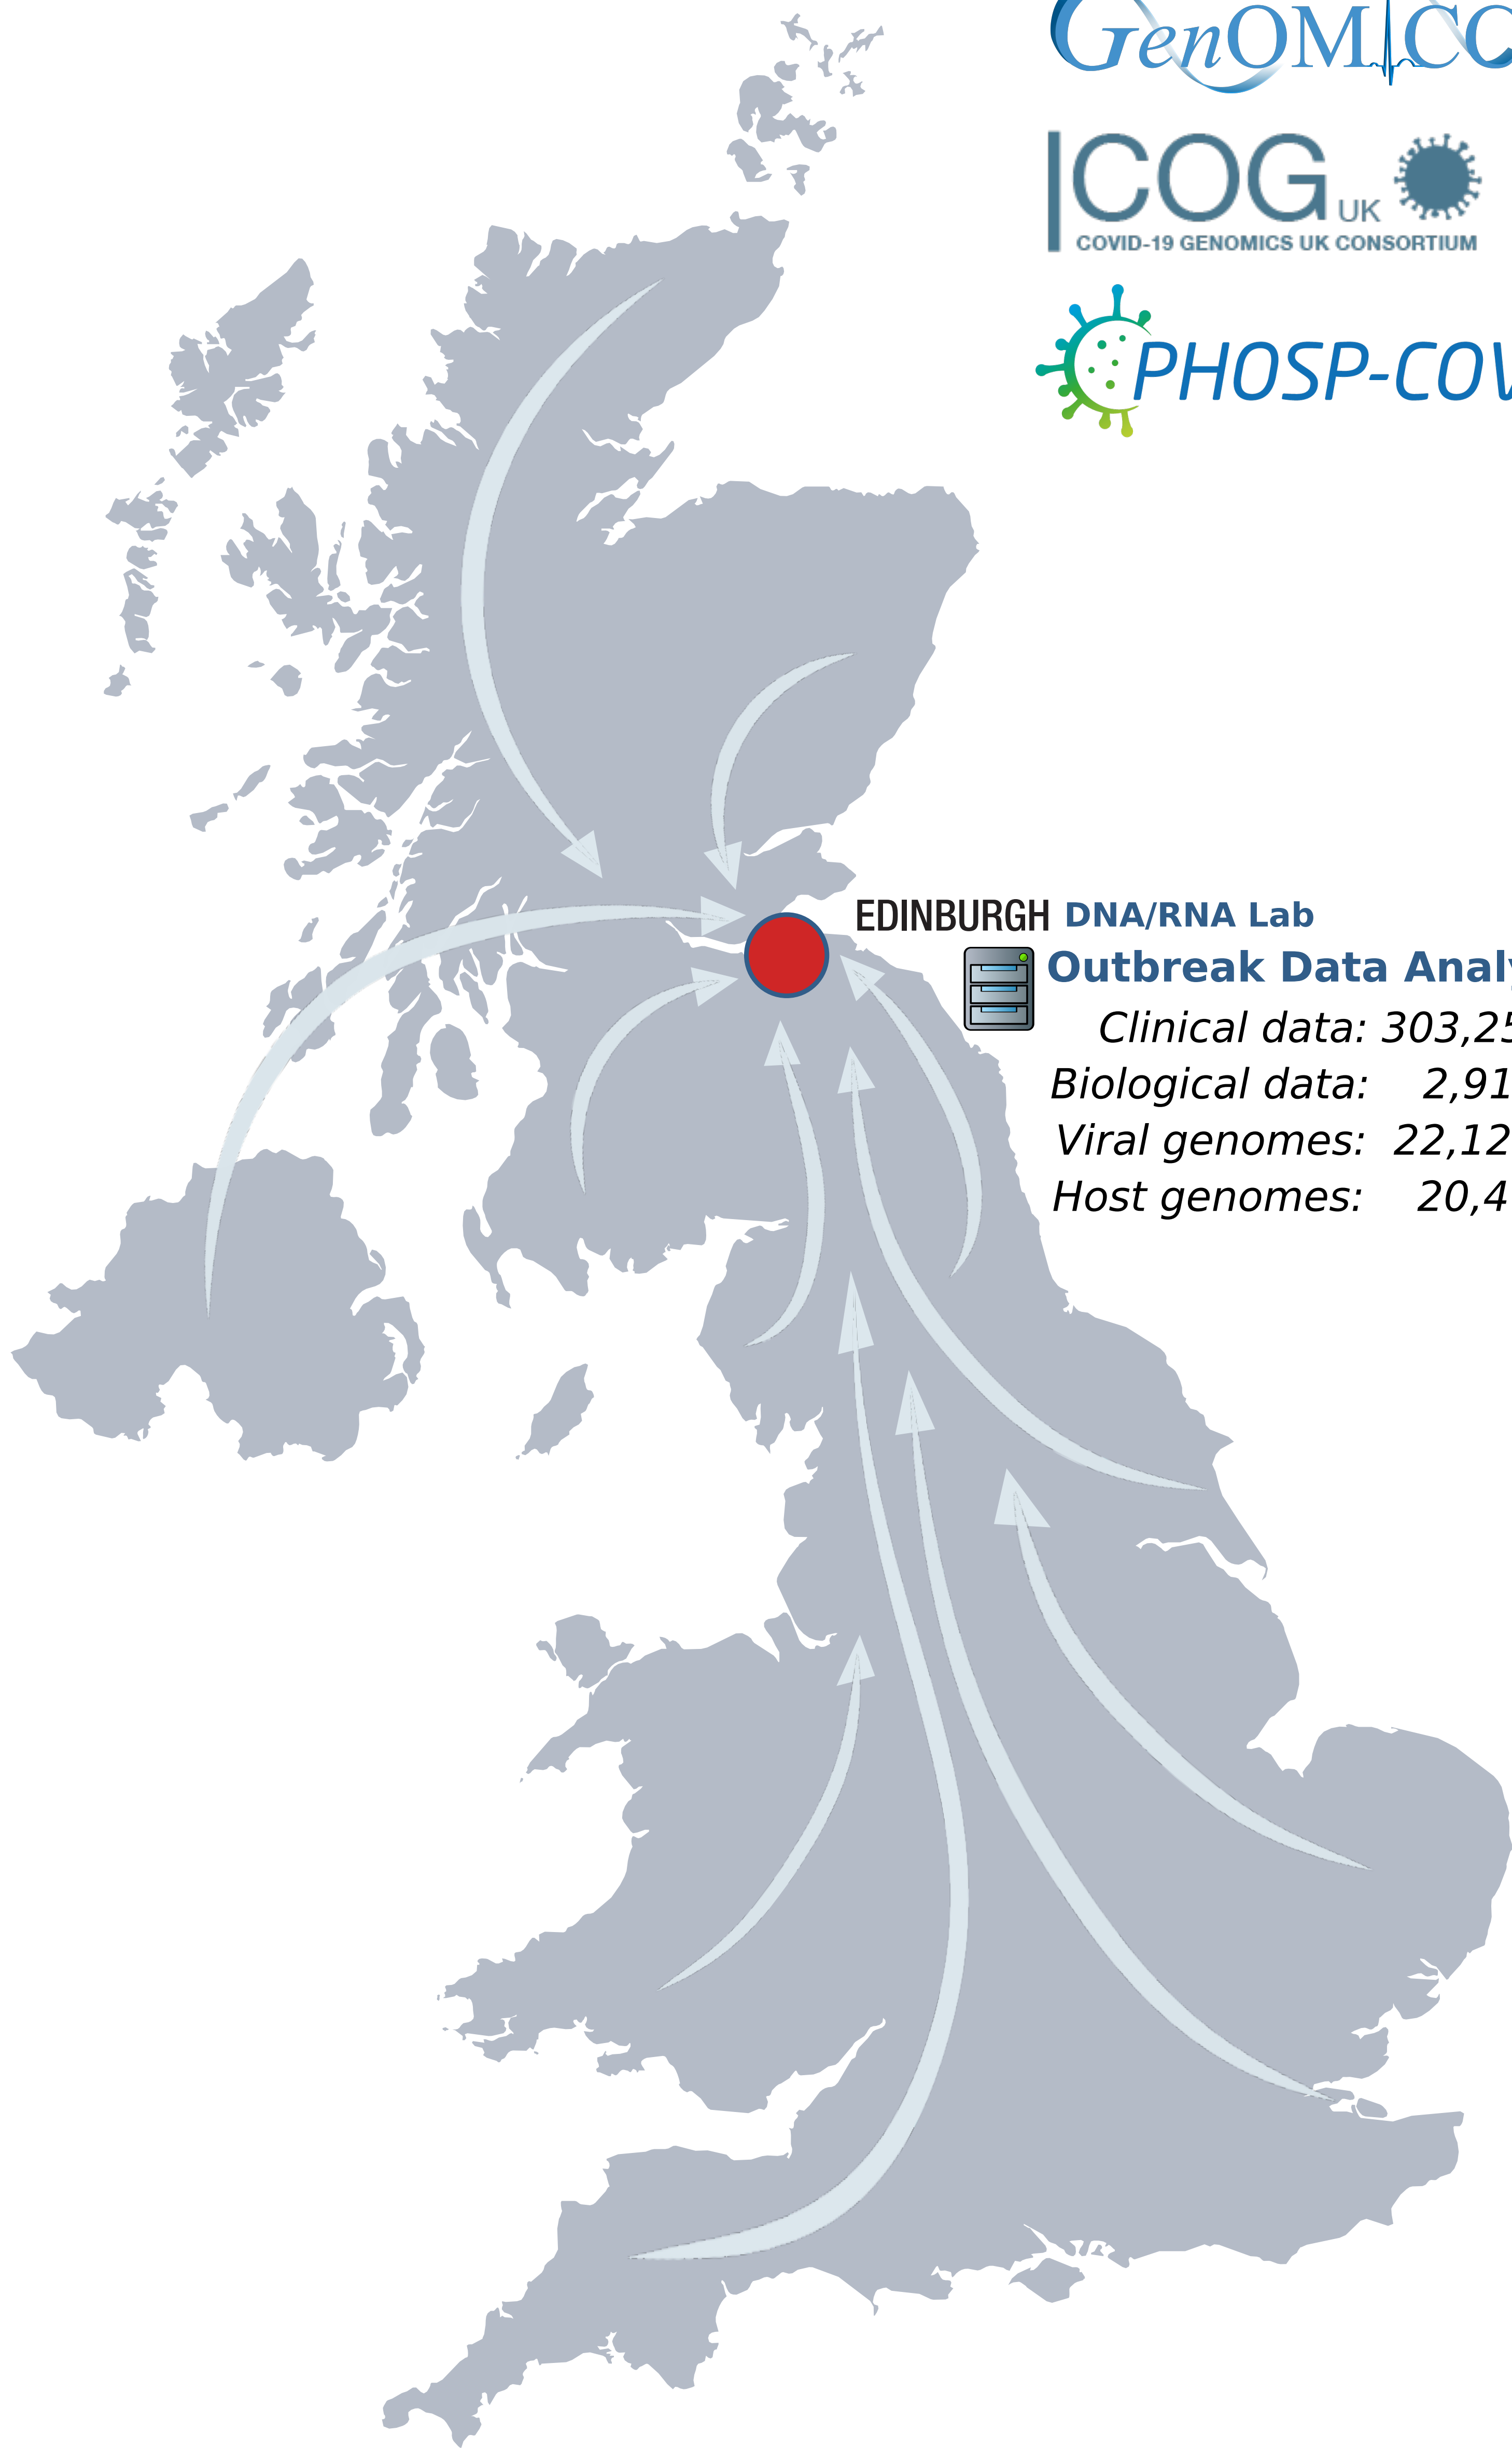 GenOMICC
COG UK
COVID-19 GENOMICS UK CONSORTIUM
PHOSP-COV
EDINBURGH DNA/RNA Lab
Outbreak Data Analy
Clinical data: 303,25
Biological data: 2,91
Viral genomes: 22,12
Host genomes: 20,4